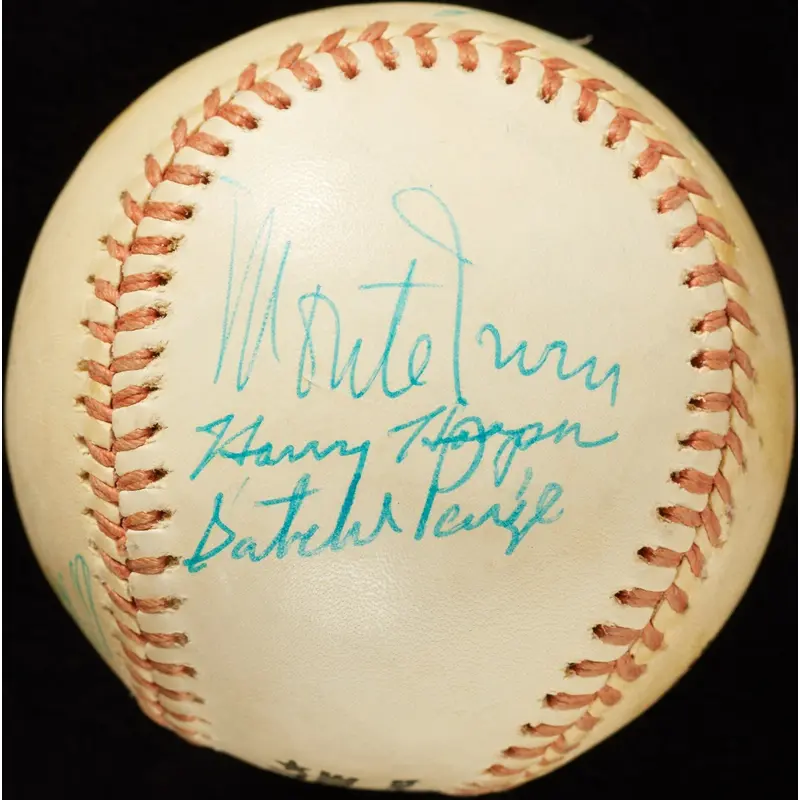 Monte Irvin
Harry Hooper
Satchel Paige